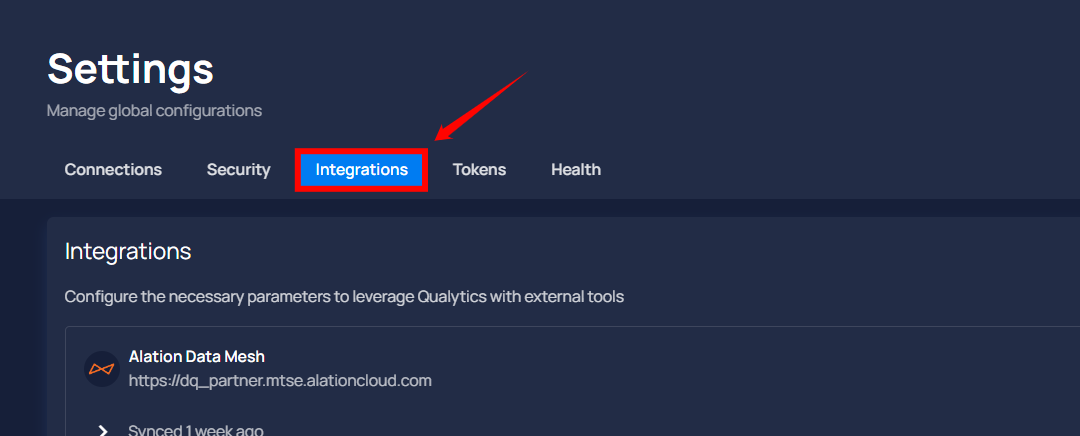 Settings
Manage global configurations
Connections Security Integrations Tokens Health
Integrations
Configure the necessary parameters to leverage Qualytics with external tools
Alation Data Mesh
https://dq_partner.mtse.alationcloud.com
Synced 1 week ago